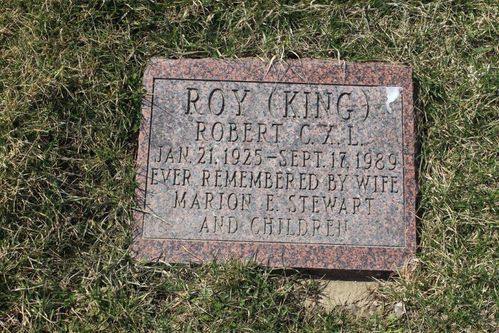 ROY (KING)
ROBERT C.X.L.
JAN. 21, 1925 - SEPT. 17, 1989
EVER REMEMBERED BY WIFE
MARION E. STEWART
AND CHILDREN